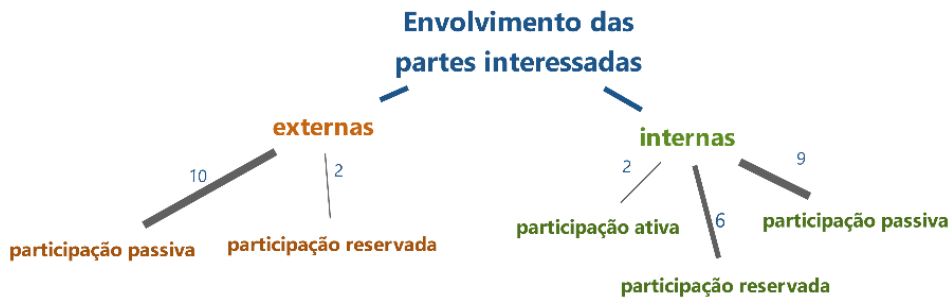 Envolvimento das
partes interessadas
externas
internas
10
2
2
9
6
participação passiva
participação reservada
participação ativa
participação passiva
participação reservada